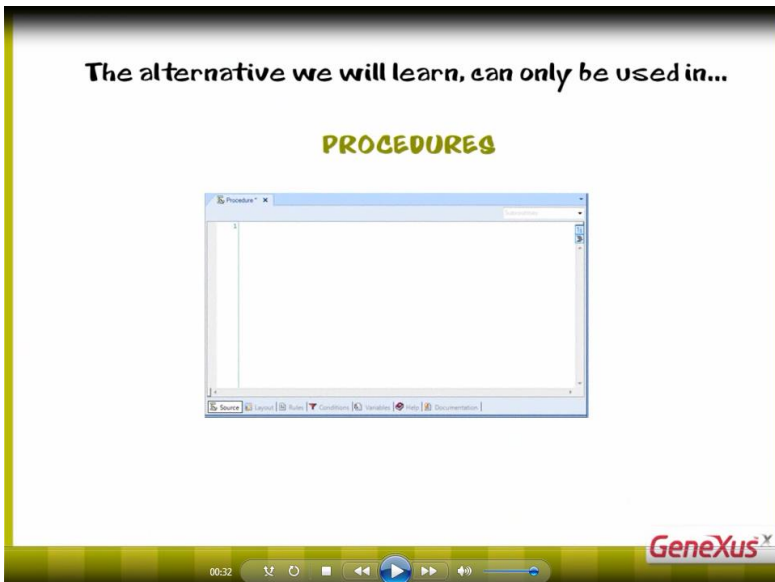 The alternative we will learn, can only be used in...
PROCEDURES
Procedure * x
Subroutines
1
Source Layout Rules Conditions Variables Help Documentation
GeneXus X
00:32